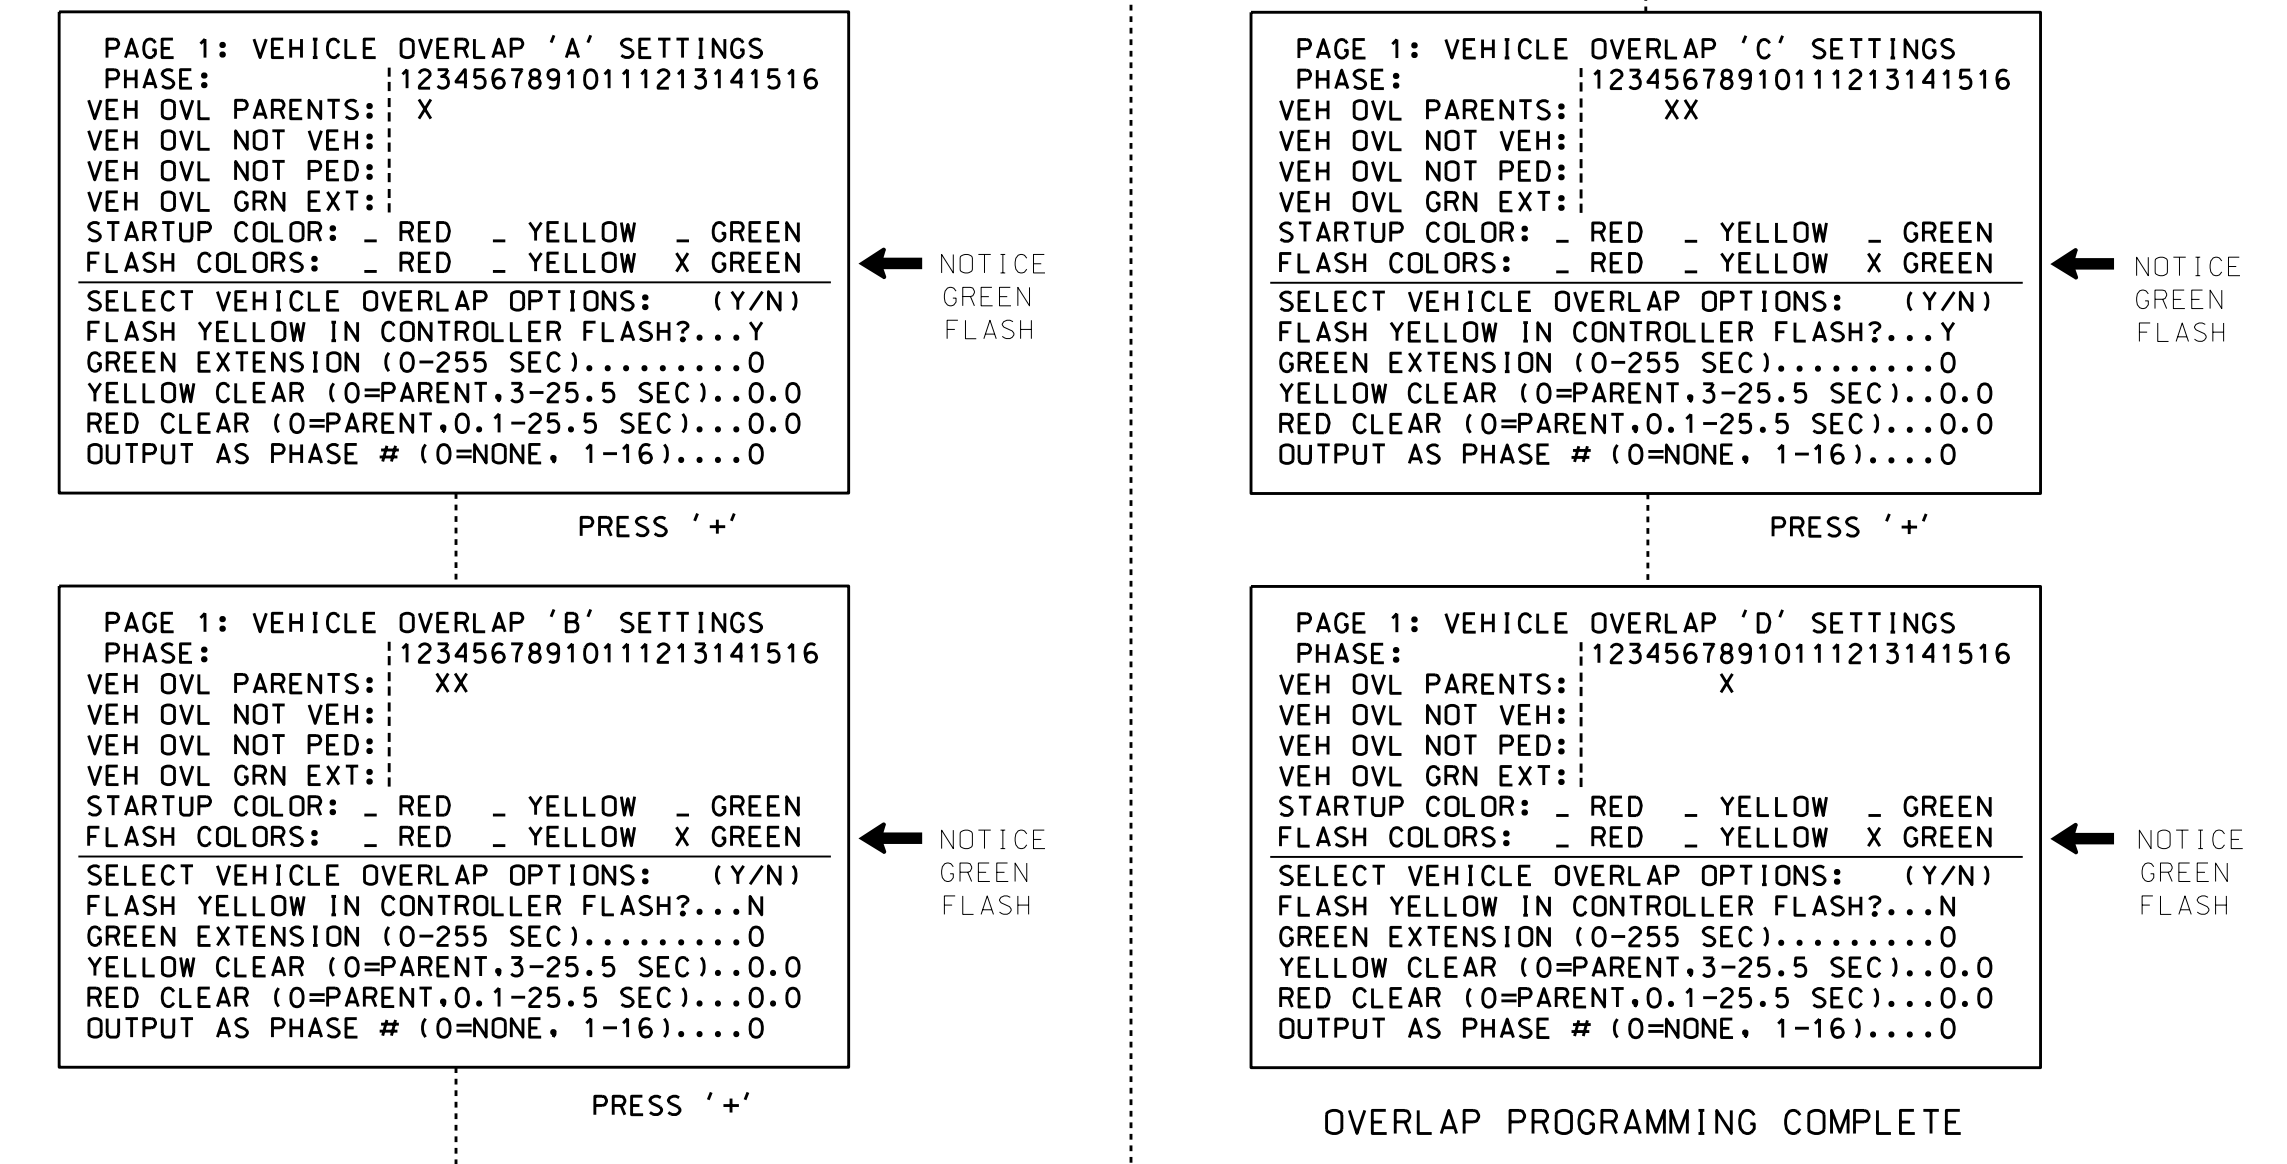 PAGE 1: VEHICLE OVERLAP 'A' SETTINGS
PHASE: ¦12345678910111213141516
VEH OVL PARENTS:¦ X
VEH OVL NOT VEH:¦
VEH OVL NOT PED:¦
VEH OVL GRN EXT:¦
STARTUP COLOR: _ RED _ YELLOW _ GREEN
FLASH COLORS: _ RED _ YELLOW X GREEN
SELECT VEHICLE OVERLAP OPTIONS: (Y/N)
FLASH YELLOW IN CONTROLLER FLASH?...Y
GREEN EXTENSION (0-255 SEC).........0
YELLOW CLEAR (0=PARENT,3-25.5 SEC)..0.0
RED CLEAR (0=PARENT,0.1-25.5 SEC)...0.0
OUTPUT AS PHASE # (0=NONE, 1-16)....0
NOTICE
GREEN
FLASH
PRESS '+'
PAGE 1: VEHICLE OVERLAP 'B' SETTINGS
PHASE: ¦12345678910111213141516
VEH OVL PARENTS:¦ XX
VEH OVL NOT VEH:¦
VEH OVL NOT PED:¦
VEH OVL GRN EXT:¦
STARTUP COLOR: _ RED _ YELLOW _ GREEN
FLASH COLORS: _ RED _ YELLOW X GREEN
SELECT VEHICLE OVERLAP OPTIONS: (Y/N)
FLASH YELLOW IN CONTROLLER FLASH?...N
GREEN EXTENSION (0-255 SEC).........0
YELLOW CLEAR (0=PARENT,3-25.5 SEC)..0.0
RED CLEAR (0=PARENT,0.1-25.5 SEC)...0.0
OUTPUT AS PHASE # (0=NONE, 1-16)....0
NOTICE
GREEN
FLASH
PRESS '+'
PAGE 1: VEHICLE OVERLAP 'C' SETTINGS
PHASE: ¦12345678910111213141516
VEH OVL PARENTS:¦ XX
VEH OVL NOT VEH:¦
VEH OVL NOT PED:¦
VEH OVL GRN EXT:¦
STARTUP COLOR: _ RED _ YELLOW _ GREEN
FLASH COLORS: _ RED _ YELLOW X GREEN
SELECT VEHICLE OVERLAP OPTIONS: (Y/N)
FLASH YELLOW IN CONTROLLER FLASH?...Y
GREEN EXTENSION (0-255 SEC).........0
YELLOW CLEAR (0=PARENT,3-25.5 SEC)..0.0
RED CLEAR (0=PARENT,0.1-25.5 SEC)...0.0
OUTPUT AS PHASE # (0=NONE, 1-16)....0
NOTICE
GREEN
FLASH
PRESS '+'
PAGE 1: VEHICLE OVERLAP 'D' SETTINGS
PHASE: ¦12345678910111213141516
VEH OVL PARENTS:¦ X
VEH OVL NOT VEH:¦
VEH OVL NOT PED:¦
VEH OVL GRN EXT:¦
STARTUP COLOR: _ RED _ YELLOW _ GREEN
FLASH COLORS: _ RED _ YELLOW X GREEN
SELECT VEHICLE OVERLAP OPTIONS: (Y/N)
FLASH YELLOW IN CONTROLLER FLASH?...N
GREEN EXTENSION (0-255 SEC).........0
YELLOW CLEAR (0=PARENT,3-25.5 SEC)..0.0
RED CLEAR (0=PARENT,0.1-25.5 SEC)...0.0
OUTPUT AS PHASE # (0=NONE, 1-16)....0
NOTICE
GREEN
FLASH
OVERLAP PROGRAMMING COMPLETE